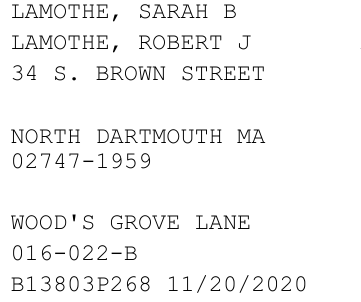 LAMOTHE, SARAH B
LAMOTHE, ROBERT J
34 S. BROWN STREET
NORTH DARTMOUTH MA
02747-1959
WOOD'S GROVE LANE
016-022-B
B13803P268 11/20/2020